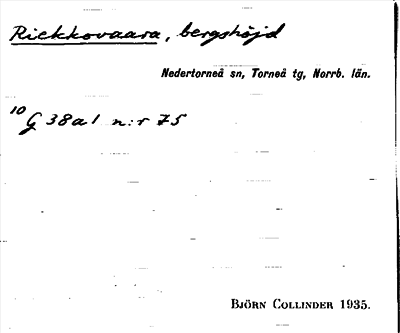 Riekkovaara, bergshöjd
Nedertorneå sn, Torneå tg, Norrb. län.
10 G 38a1 n:r 75
BJÖRN COLLINDER 1935.